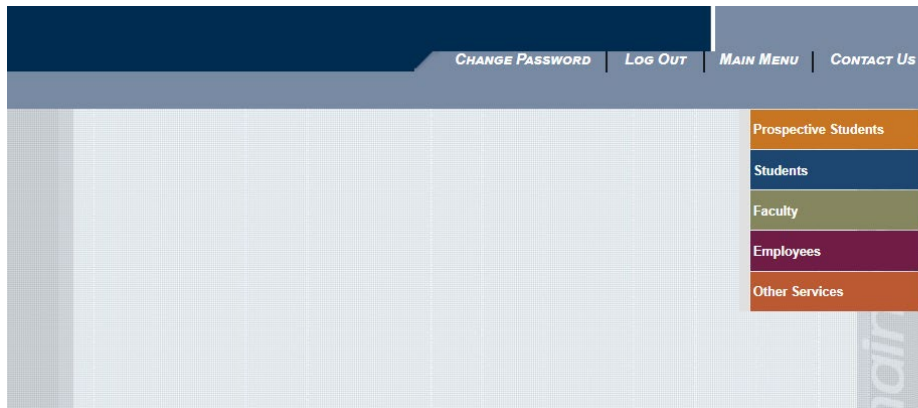 CHANGE PASSWORD LOG OUT MAIN MENU CONTACT US
Prospective Students
Students
Faculty
Employees
Other Services